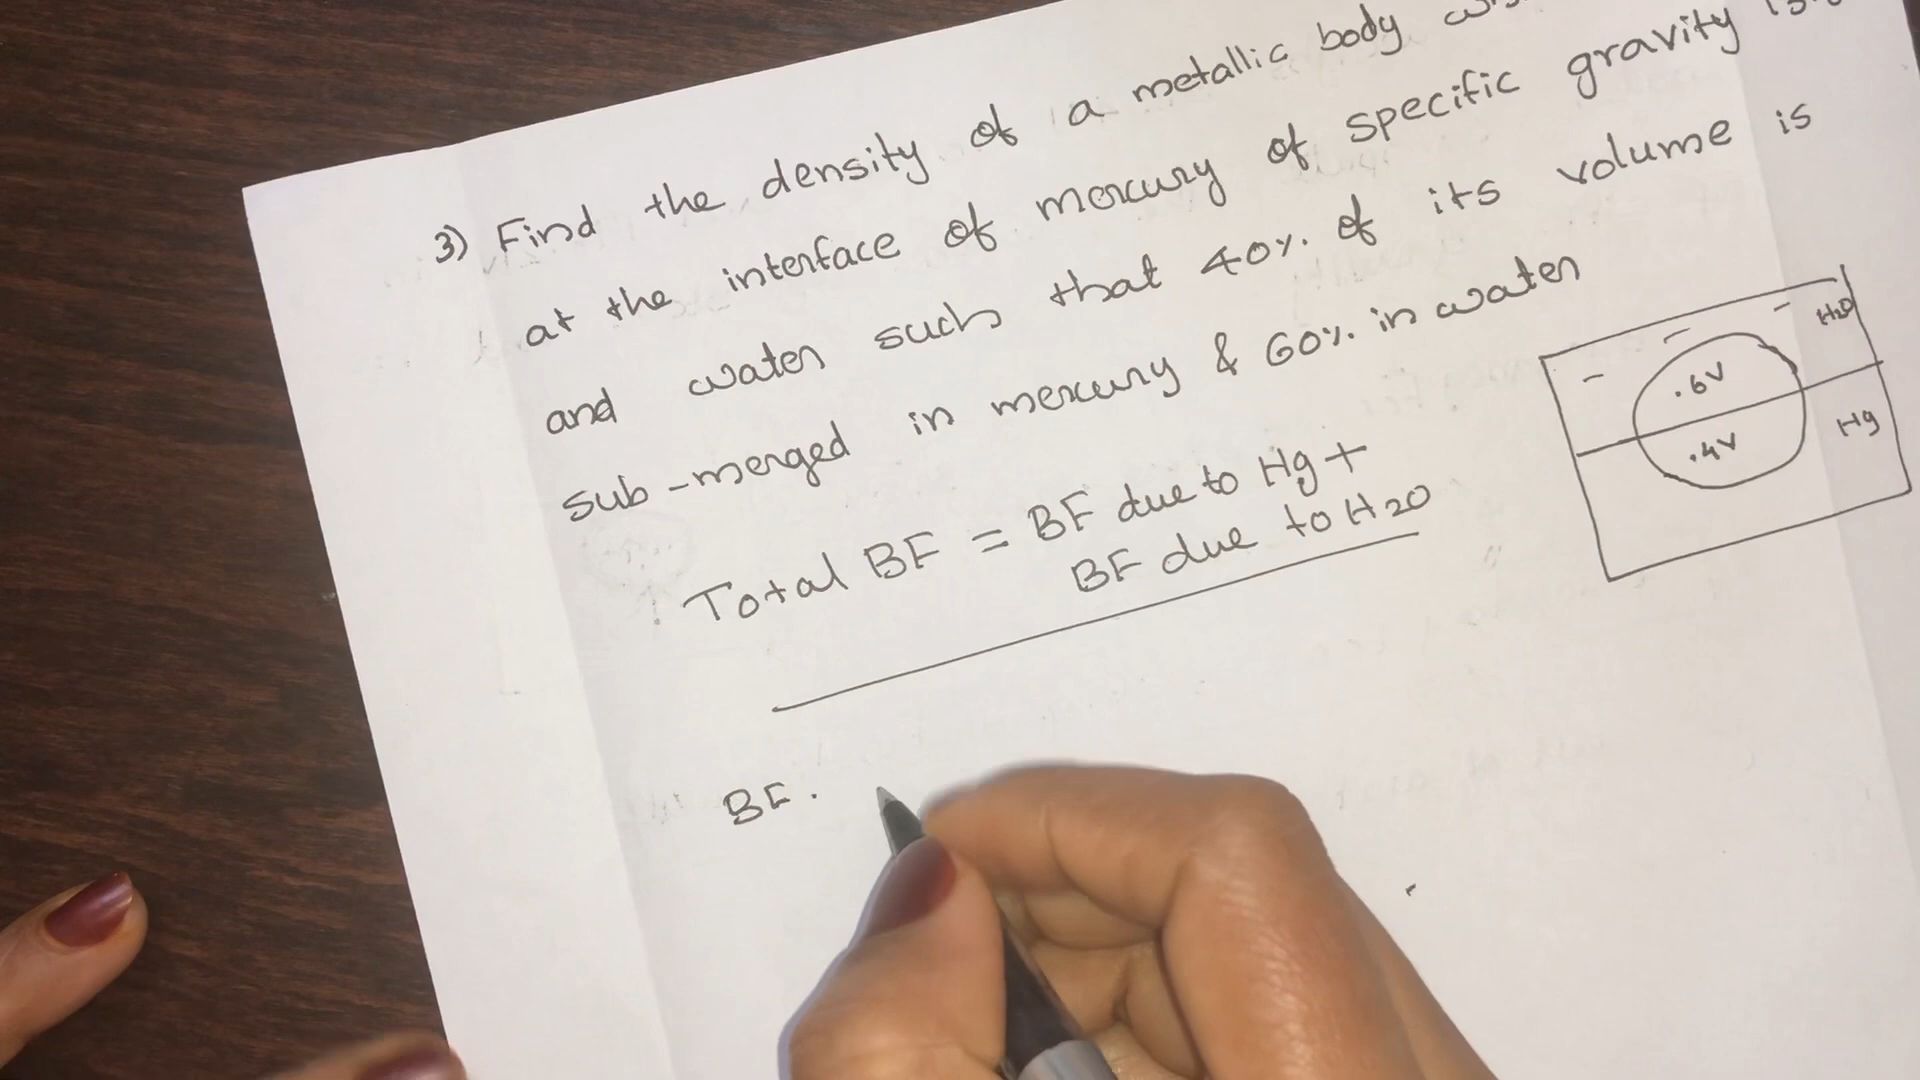 3) Find the density of a metallic body
at the interface of mercury of specific gravity
and water such that 40%. of its volume is
sub-merged in mercury & 60%. in water
Total BF = BF due to Hg +
BF due to H2O
BF.
H2O
.6V
.4V
Hg